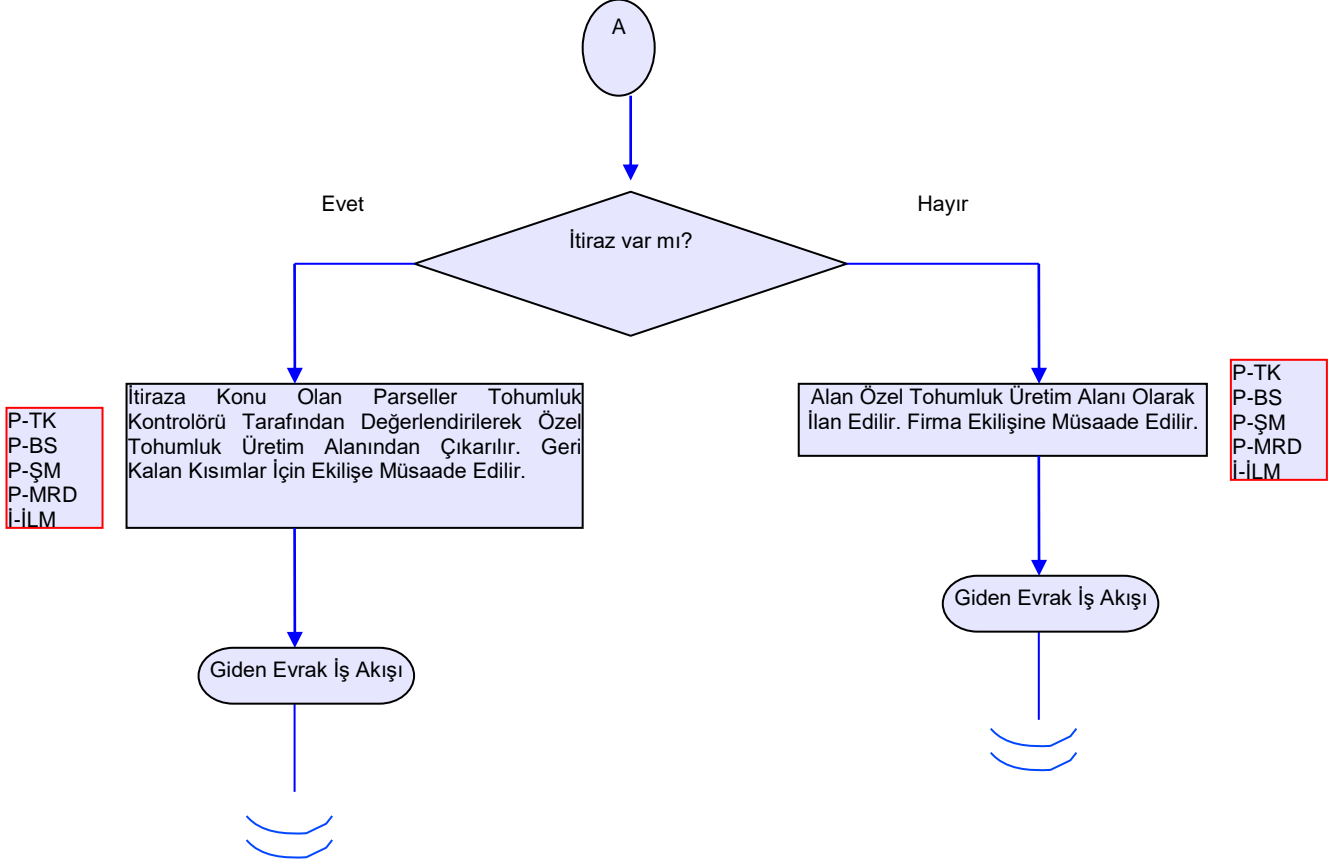 A
Evet
Hayır
İtiraz var mı?
P-TK
P-BS
P-ŞM
P-MRD
İ-İLM
İtiraza Konu Olan Parseller Tohumluk
Kontrolörü Tarafından Değerlendirilerek Özel
Tohumluk Üretim Alanından Çıkarılır. Geri
Kalan Kısımlar İçin Ekilişe Müsaade Edilir.
Alan Özel Tohumluk Üretim Alanı Olarak
İlan Edilir. Firma Ekilişine Müsaade Edilir.
P-TK
P-BS
P-ŞM
P-MRD
İ-İLM
Giden Evrak İş Akışı
Giden Evrak İş Akışı